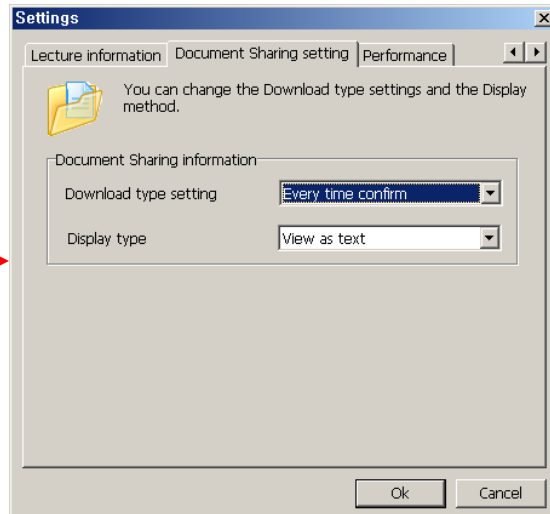 Settings
Lecture information Document Sharing setting Performance
You can change the Download type settings and the Display
method.
Document Sharing information
Download type setting Every time confirm
Display type View as text
Ok Cancel